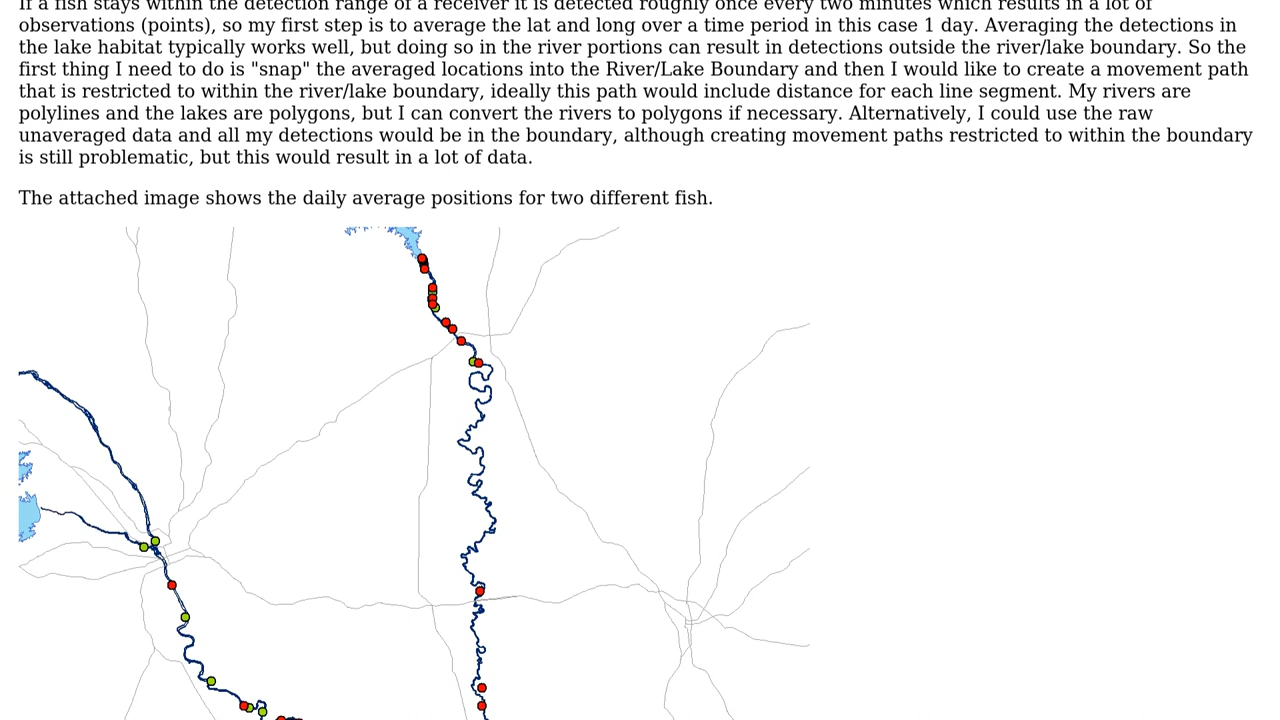 If a fish stays within the detection range of a receiver it is detected roughly once every two minutes which results in a lot of
observations (points), so my first step is to average the lat and long over a time period in this case 1 day. Averaging the detections in
the lake habitat typically works well, but doing so in the river portions can result in detections outside the river/lake boundary. So the
first thing I need to do is "snap" the averaged locations into the River/Lake Boundary and then I would like to create a movement path
that is restricted to within the river/lake boundary, ideally this path would include distance for each line segment. My rivers are
polylines and the lakes are polygons, but I can convert the rivers to polygons if necessary. Alternatively, I could use the raw
unaveraged data and all my detections would be in the boundary, although creating movement paths restricted to within the boundary
is still problematic, but this would result in a lot of data.
The attached image shows the daily average positions for two different fish.